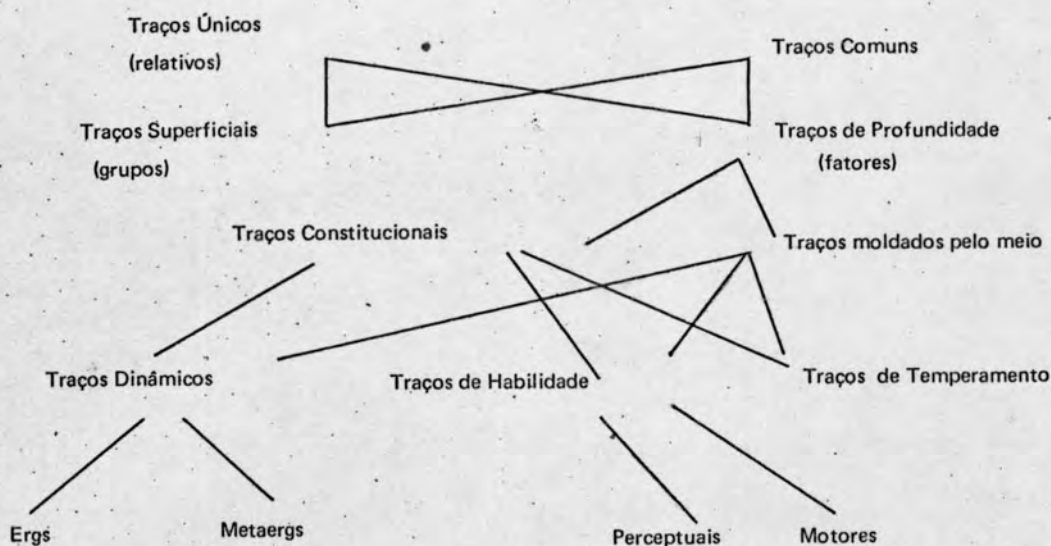 Traços Únicos
(relativos)
Traços Comuns
Traços Superficiais
(grupos)
Traços de Profundidade
(fatores)
Traços Constitucionais
Traços moldados pelo meio
Traços Dinâmicos
Traços de Habilidade
Traços de Temperamento
Ergs
Metaergs
Perceptuais
Motores